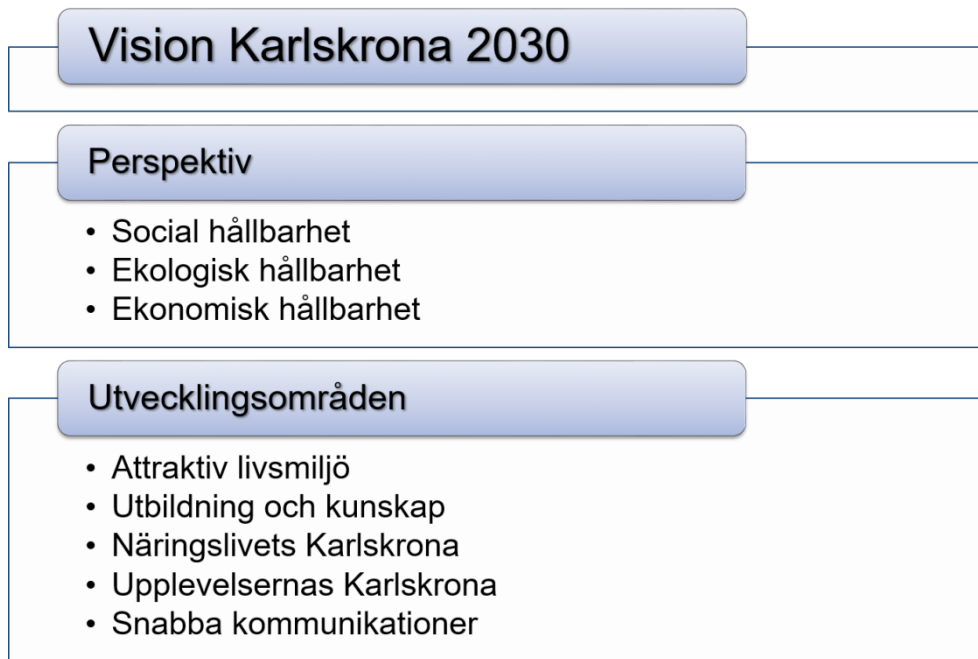 Vision Karlskrona 2030
Perspektiv
• Social hållbarhet
• Ekologisk hållbarhet
• Ekonomisk hållbarhet
Utvecklingsområden
• Attraktiv livsmiljö
• Utbildning och kunskap
• Näringslivets Karlskrona
• Upplevelsernas Karlskrona
• Snabba kommunikationer